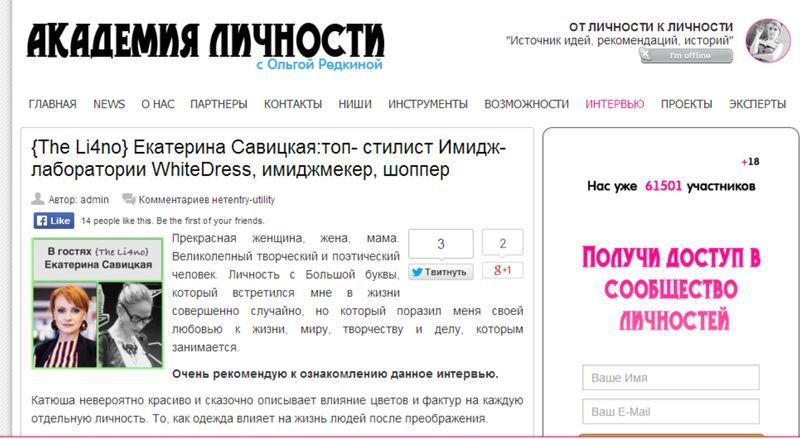 АКАДЕМИЯ ЛИЧНОСТИ
с Ольгой Редкиной
ОТ ЛИЧНОСТИ К ЛИЧНОСТИ
"Источник идей, рекомендаций, историй"
I'm offline
ГЛАВНАЯ NEWS О НАС ПАРТНЕРЫ КОНТАКТЫ НИШИ ИНСТРУМЕНТЫ ВОЗМОЖНОСТИ ИНТЕРВЬЮ ПРОЕКТЫ ЭКСПЕРТЫ
{The Li4no} Екатерина Савицкая:топ- стилист Имидж-
лаборатории WhiteDress, имиджмекер, шоппер
Автор: admin Комментариев нетentry-utility
Like 14 people like this. Be the first of your friends.
В гостях {The Li4no}
Екатерина Савицкая
Прекрасная женщина, жена, мама.
Великолепный творческий и поэтический
человек. Личность с Большой буквы,
который встретился мне в жизни
совершенно случайно, но который поразил меня своей
любовью к жизни, миру, творчеству и делу, которым
занимается.
3
Твитнуть
2
+1
Очень рекомендую к ознакомлению данное интервью.
Катюша невероятно красиво и сказочно описывает влияние цветов и фактур на каждую
отдельную личность. То, как одежда влияет на жизнь людей после преображения.
+18
Нас уже 61501 участников
Получи доступ в
сообщество
личностей
Ваше Имя
Ваш E-Mail